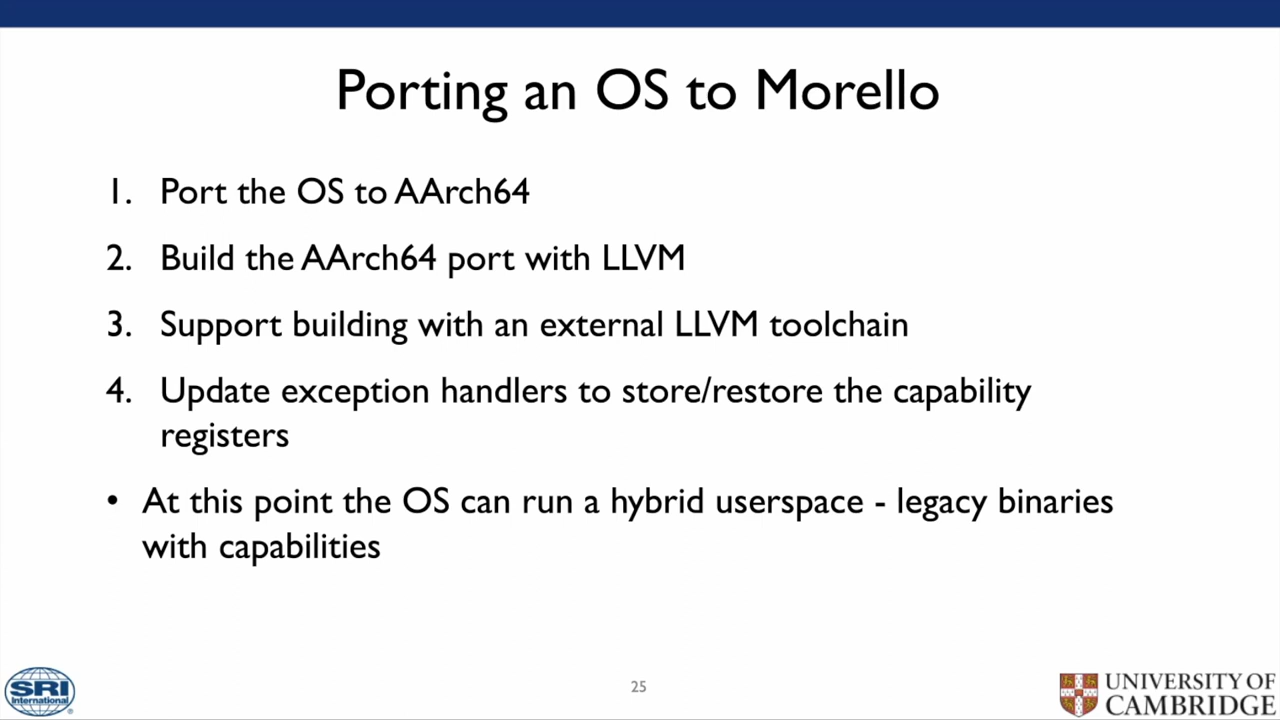 Porting an OS to Morello
1. Port the OS to AArch64
2. Build the AArch64 port with LLVM
3. Support building with an external LLVM toolchain
4. Update exception handlers to store/restore the capability
registers
• At this point the OS can run a hybrid userspace - legacy binaries
with capabilities
SRI
International®
25
UNIVERSITY OF
CAMBRIDGE